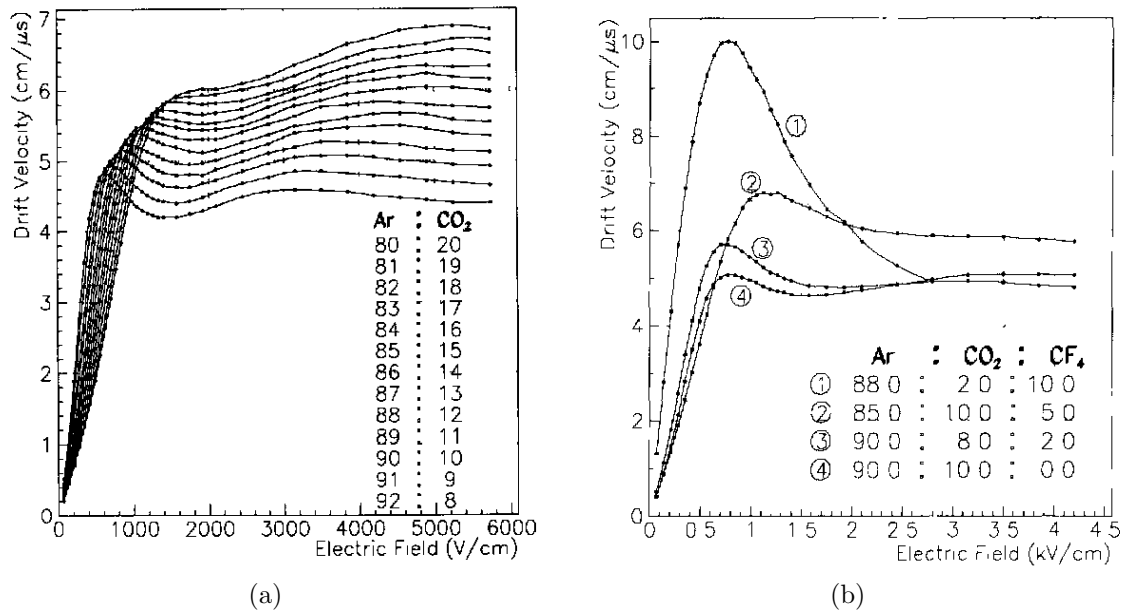 7
6
5
4
3
2
1
0
Drift Velocity (cm/μs)
0 1000 2000 3000 4000 5000 6000
Electric Field (V/cm)
Ar : CO₂
80 : 20
81 : 19
82 : 18
83 : 17
84 : 16
85 : 15
86 : 14
87 : 13
88 : 12
89 : 11
90 : 10
91 : 9
92 : 8
(a)
10
8
6
4
2
0
Drift Velocity (cm/μs)
①
②
③
④
Ar : CO₂ : CF₄
① 88 0 : 2 0 : 10 0
② 85 0 : 10 0 : 5 0
③ 90 0 : 8 0 : 2 0
④ 90 0 : 10 0 : 0 0
0 0 5 1 1 5 2 2 5 3 3 5 4 4 5
Electric Field (kV/cm)
(b)